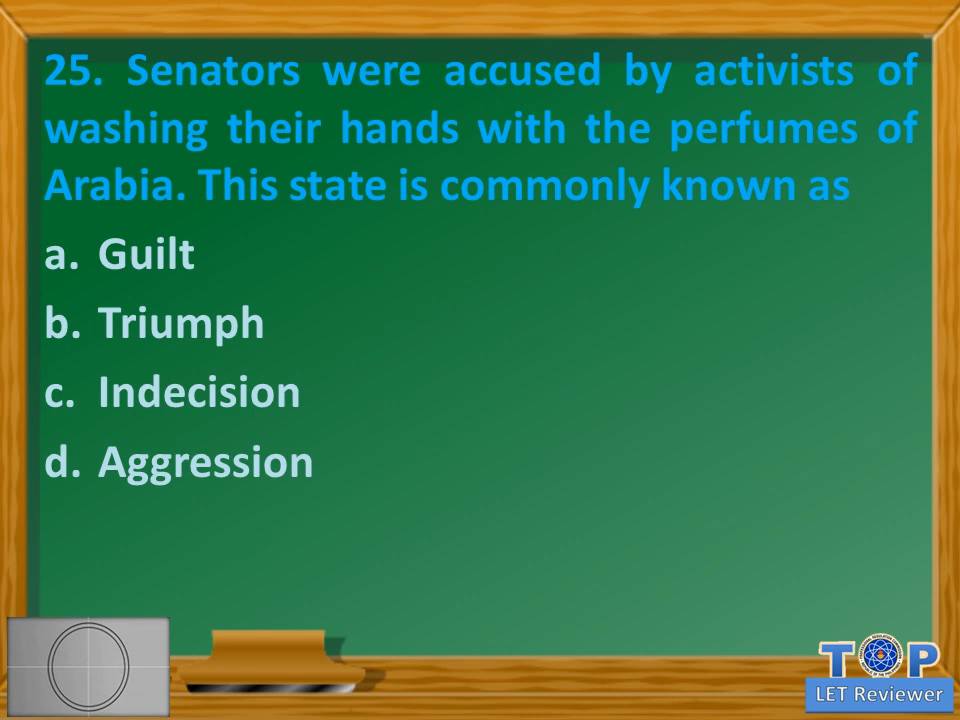 25. Senators were accused by activists of
washing their hands with the perfumes of
Arabia. This state is commonly known as
a. Guilt
b. Triumph
c. Indecision
d. Aggression
TOP
LET Reviewer